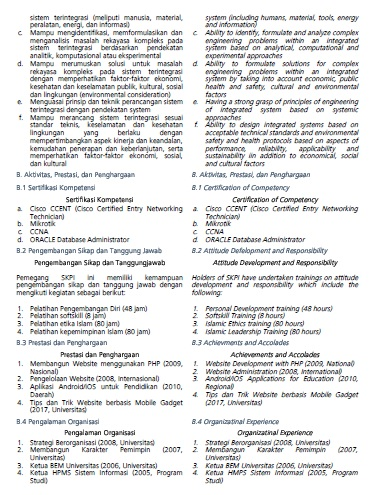 sistem terintegrasi (meliputi manusia, material,
peralatan, energi, dan informasi)
c. Mampu mengidentifikasi, memformulasikan dan
menganalisis masalah rekayasa kompleks pada
sistem terintegrasi berdasarkan pendekatan
analitik, komputasional atau eksperimental
d. Mampu merumuskan solusi untuk masalah
rekayasa kompleks pada sistem terintegrasi
dengan memperhatikan faktor-faktor ekonomi,
kesehatan dan keselamatan publik, kultural, sosial
dan lingkungan (environmental consideration)
e. Menguasai prinsip dan teknik perancangan sistem
terintegrasi dengan pendekatan sistem
f. Mampu merancang sistem terintegrasi sesuai
standar teknis, keselamatan dan kesehatan
lingkungan yang berlaku dengan
mempertimbangkan aspek kinerja dan keandalan,
kemudahan penerapan dan keberlanjutan, serta
memperhatikan faktor-faktor ekonomi, sosial,
dan kultural
B. Aktivitas, Prestasi, dan Penghargaan
8.1 Sertifikasi Kompetensi
Sertifikasi Kompetensi
a. Cisco CCENT (Cisco Certified Entry Networking
Technician)
b. Mikrotik
c. CCNA
d. ORACLE Database Administrator
8.2 Pengembangan Sikap dan Tanggung Jawab
Pengembangan Sikap dan Tanggungjawab
Pemegang SKPI ini memiliki kemampuan
pengembangan sikap dan tanggung jawab dengan
mengikuti kegiatan sebagai berikut:
1. Pelatihan Pengembangan Diri (48 jam)
2. Pelatihan softskill (8 jam)
3. Pelatihan etika Islam (80 jam)
4. Pelatihan kepemimpinan Islam (80 jam)
8.3 Prestasi dan Penghargaan
Prestasi dan Penghargaan
1. Membangun Website menggunakan PHP (2009,
Nasional)
2. Pengelolaan Website (2008, Internasional)
3. Aplikasi Android/iOS untuk Pendidikan (2010,
Daerah)
4. Tips dan Trik Website berbasis Mobile Gadget
(2017, Universitas)
8.4 Pengalaman Organisasi
Pengalaman Organisasi
1. Strategi Berorganisasi (2008, Universitas)
2. Membangun Karakter Pemimpin (2007,
Universitas)
3. Ketua BEM Universitas (2006, Universitas)
4. Ketua HPMS Sistem Informasi (2005, Program
Studi)
system (including humans, material, tools, energy
and information)
c. Ability to identify, formulate and analyze complex
engineering problems within an integrated
system based on analytical, computational and
experimental approaches
d. Ability to formulate solutions for complex
engineering problems within an integrated
system by taking into account economic, public
health and safety, cultural and environmental
factors
e. Having a strong grasp of principles of engineering
of integrated system based on systemic
approaches
f. Ability to design integrated systems based on
acceptable technical standards and environmental
safety and health protocols based on aspects of
performance, reliability, applicability and
sustainability in addition to economical, social
and cultural factors
B. Aktivitas, Prestasi, dan Penghargaan
8.1 Certification of Competency
Certification of Competency
a. Cisco CCENT (Cisco Certified Entry Networking
Technician)
b. Mikrotik
c. CCNA
d. ORACLE Database Administrator
8.2 Attitude Defelopment and Responsibility
Attitude Development and Responsibility
Holders of SKPI have undertaken trainings on attitude
development and responsibility which include the
following:
1. Personal Development training (48 hours)
2. Softskill Training (8 hours)
3. Islamic Ethics training (80 hours)
4. Islamic Leadership Training (80 hours)
8.3 Achievments and Accolades
Achievements and Accolades
1. Website Development with PHP (2009, National)
2. Website Administration (2008, International)
3. Android/iOS Applications for Education (2010,
Regional)
4. Tips dan Trik Website berbasis Mobile Gadget
(2017, Universitas)
8.4 Organizatinal Experience
Organizatinal Experience
1. Strategi Berorganisasi (2008, Universitas)
2. Membangun Karakter Pemimpin (2007,
Universitas)
3. Ketua BEM Universitas (2006, Universitas)
4. Ketua HPMS Sistem Informasi (2005, Program
Studi)